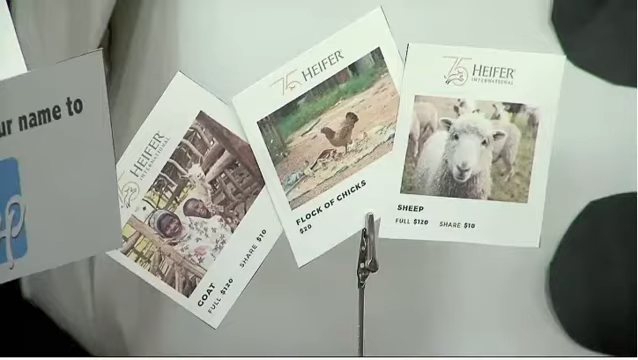 ur name to
75 HEIFER
INTERNATIONAL
GOAT
FULL $120 SHARE $10
75 HEIFER
FLOCK OF CHICKS
$20
75 HEIFER
INTERNATIONAL
SHEEP
FULL $120 SHARE $10